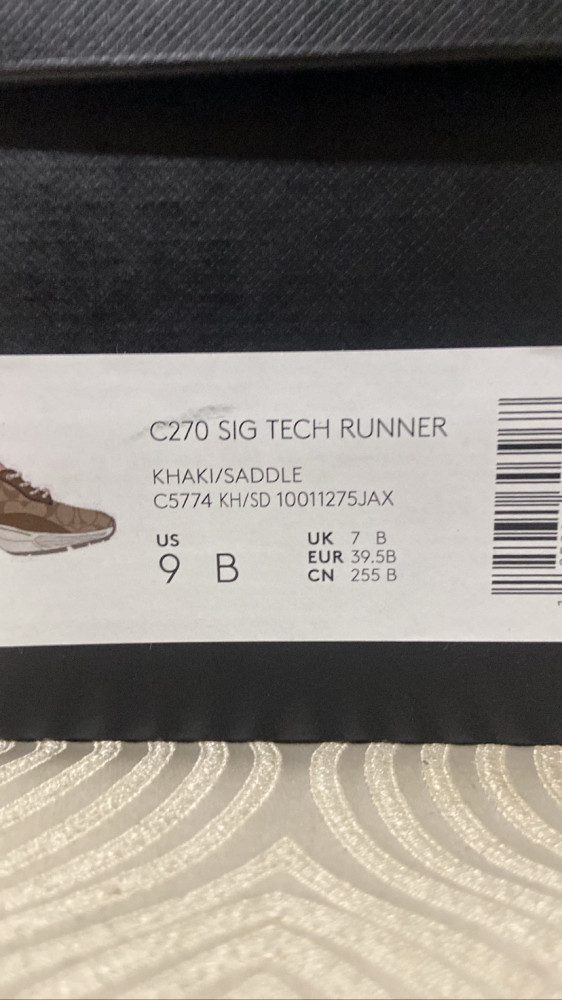 C270 SIG TECH RUNNER
KHAKI/SADDLE
C5774 KH/SD 10011275JAX
US
9 B
UK 7 B
EUR 39.5B
CN 255 B